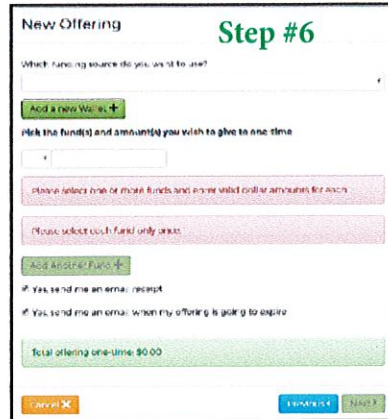 New Offering
Step #6
Which funding source do you want to use?
Add a new Wallet +
Pick the fund(s) and amount(s) you wish to give to one-time
Please select one or more funds and enter valid dollar amounts for each
Please select each fund only once.
Add Another Fund +
Yes, send me an email receipt
Yes, send me an email when my offering is going to expire
Total offering one-time: $0.00
Cancel ✖
Previous
Next